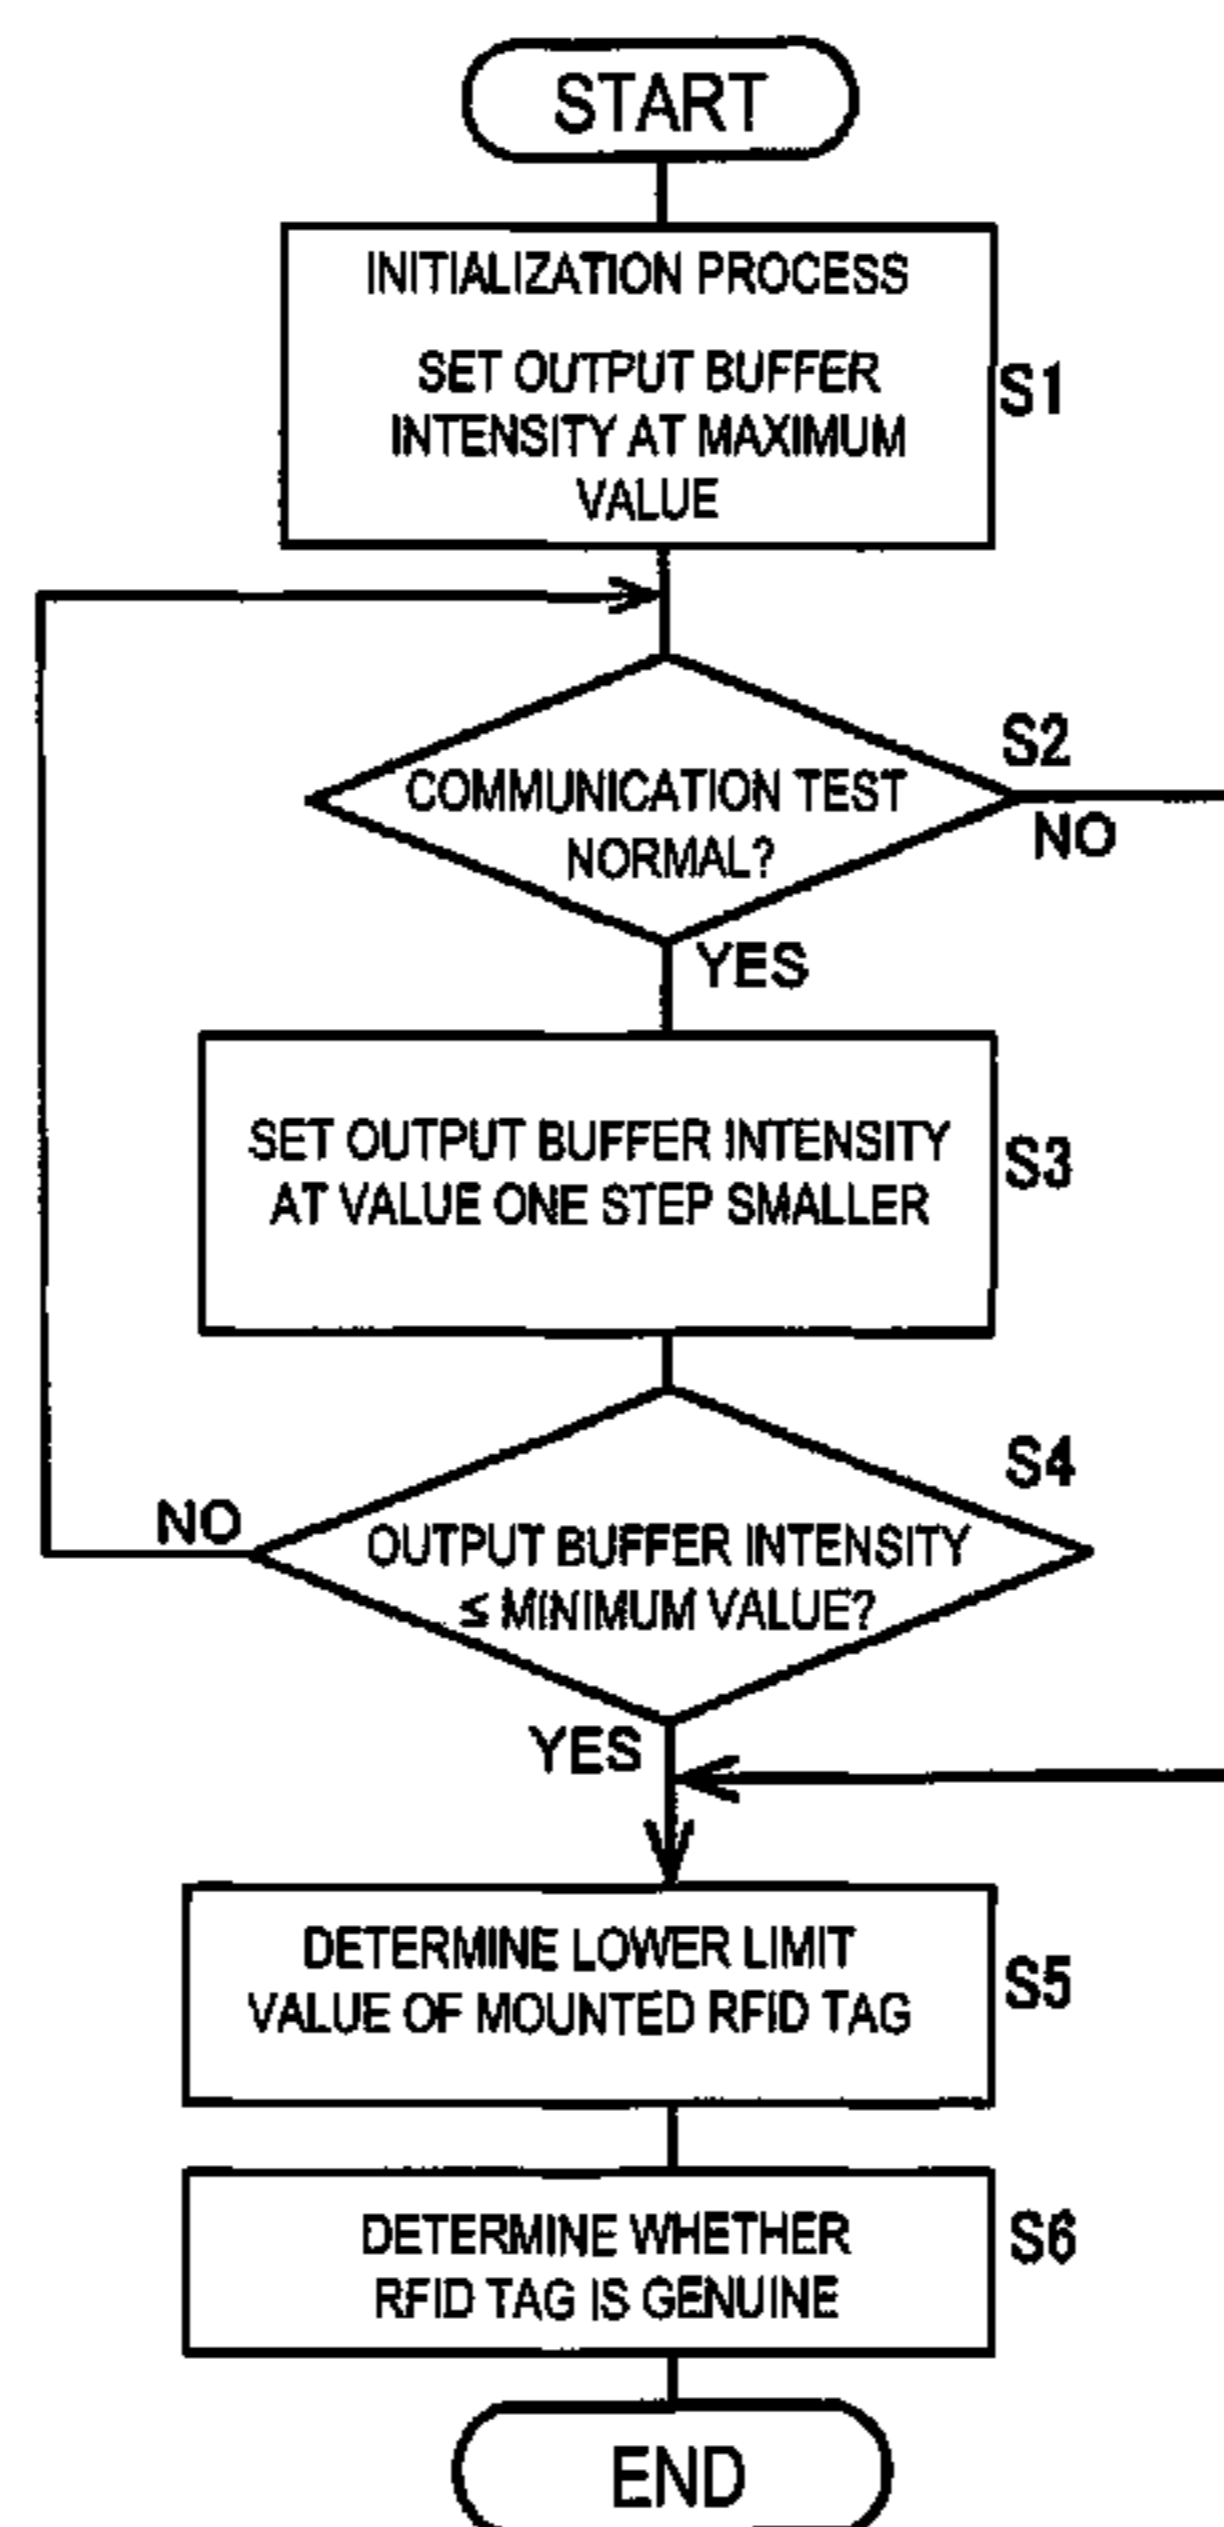 START
INITIALIZATION PROCESS
SET OUTPUT BUFFER
INTENSITY AT MAXIMUM
VALUE
S1
S2
COMMUNICATION TEST
NORMAL?
NO
YES
SET OUTPUT BUFFER INTENSITY
AT VALUE ONE STEP SMALLER
S3
S4
NO
OUTPUT BUFFER INTENSITY
≤ MINIMUM VALUE?
YES
DETERMINE LOWER LIMIT
VALUE OF MOUNTED RFID TAG
S5
DETERMINE WHETHER
RFID TAG IS GENUINE
S6
END